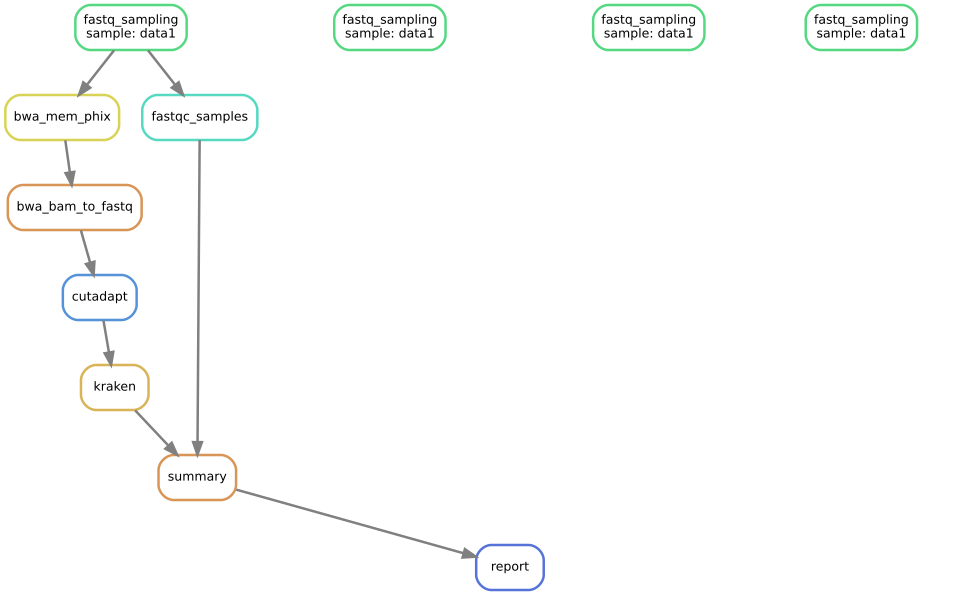 fastq_sampling
sample: data1
fastq_sampling
sample: data1
fastq_sampling
sample: data1
fastq_sampling
sample: data1
bwa_mem_phix
fastqc_samples
bwa_bam_to_fastq
cutadapt
kraken
summary
report